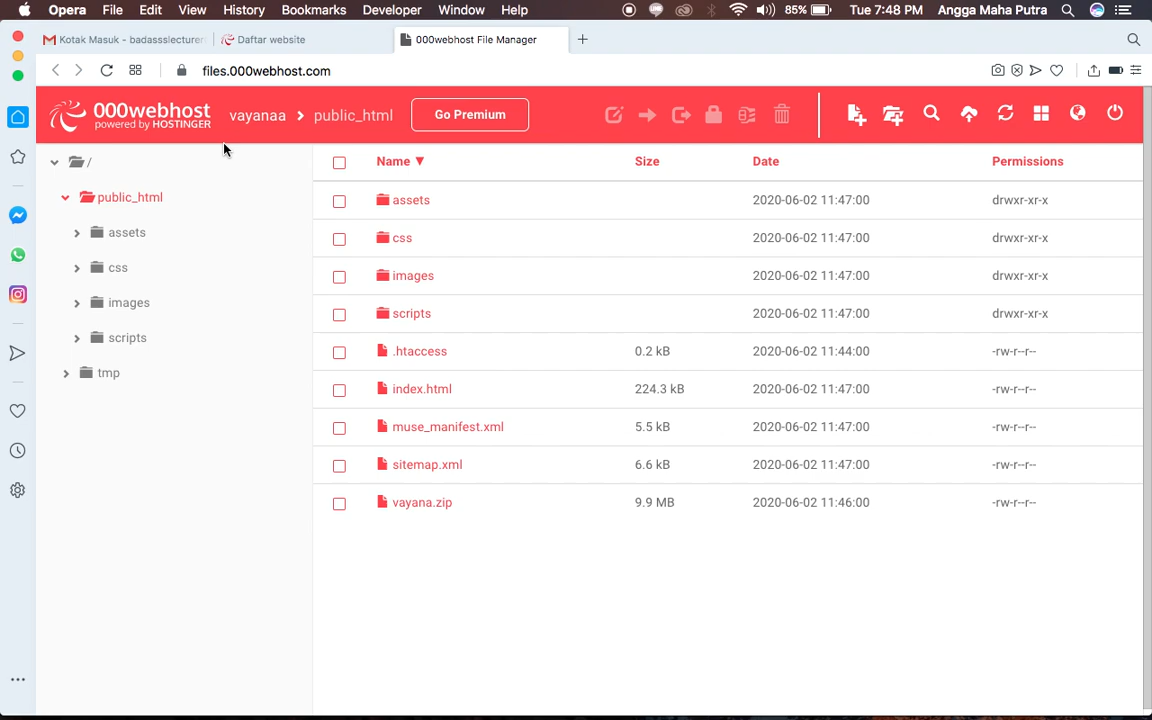 Opera File Edit View History Bookmarks Developer Window Help 85% Tue 7:48 PM Angga Maha Putra
Kotak Masuk - badassslecturer Daftar website 000webhost File Manager
files.000webhost.com
000webhost
powered by HOSTINGER
vayanaa public_html Go Premium
/
public_html
assets
css
images
scripts
tmp
Name ▼ Size Date Permissions
assets 2020-06-02 11:47:00 drwxr-xr-x
css 2020-06-02 11:47:00 drwxr-xr-x
images 2020-06-02 11:47:00 drwxr-xr-x
scripts 2020-06-02 11:47:00 drwxr-xr-x
.htaccess 0.2 kB 2020-06-02 11:44:00 -rw-r--r--
index.html 224.3 kB 2020-06-02 11:47:00 -rw-r--r--
muse_manifest.xml 5.5 kB 2020-06-02 11:47:00 -rw-r--r--
sitemap.xml 6.6 kB 2020-06-02 11:47:00 -rw-r--r--
vayana.zip 9.9 MB 2020-06-02 11:46:00 -rw-r--r--